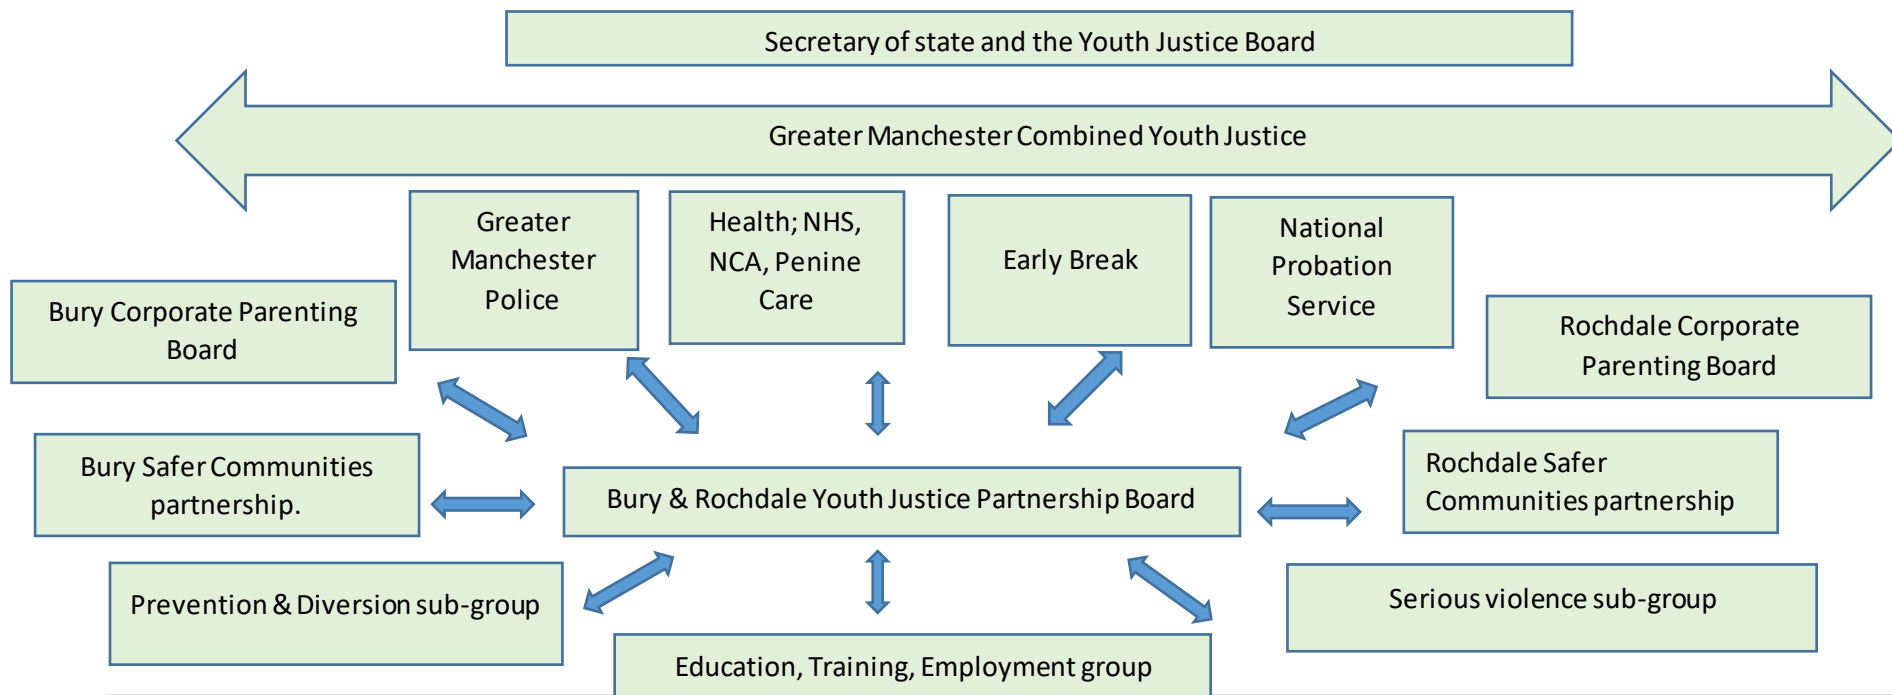 Secretary of state and the Youth Justice Board
Greater Manchester Combined Youth Justice
Greater
Manchester
Police
Health; NHS,
NCA, Penine
Care
Early Break
National
Probation
Service
Bury Corporate Parenting
Board
Rochdale Corporate
Parenting Board
Bury Safer Communities
partnership.
Bury & Rochdale Youth Justice Partnership Board
Rochdale Safer
Communities partnership
Prevention & Diversion sub-group
Serious violence sub-group
Education, Training, Employment group